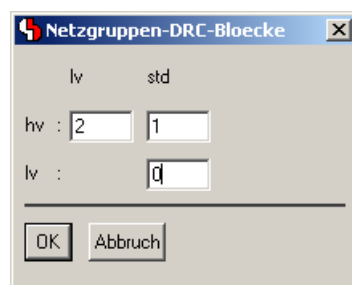 Netzgruppen-DRC-Bloecke
lv std
hv : 2 1
lv : 0
OK Abbruch